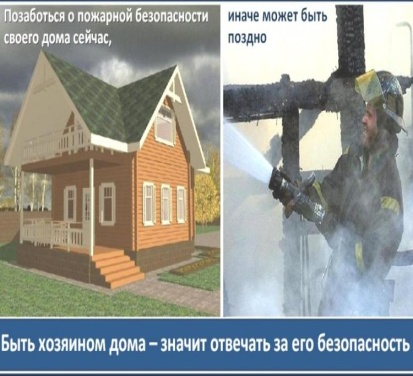 Позаботься о пожарной безопасности
своего дома сейчас,
иначе может быть
поздно
Быть хозяином дома – значит отвечать за его безопасность